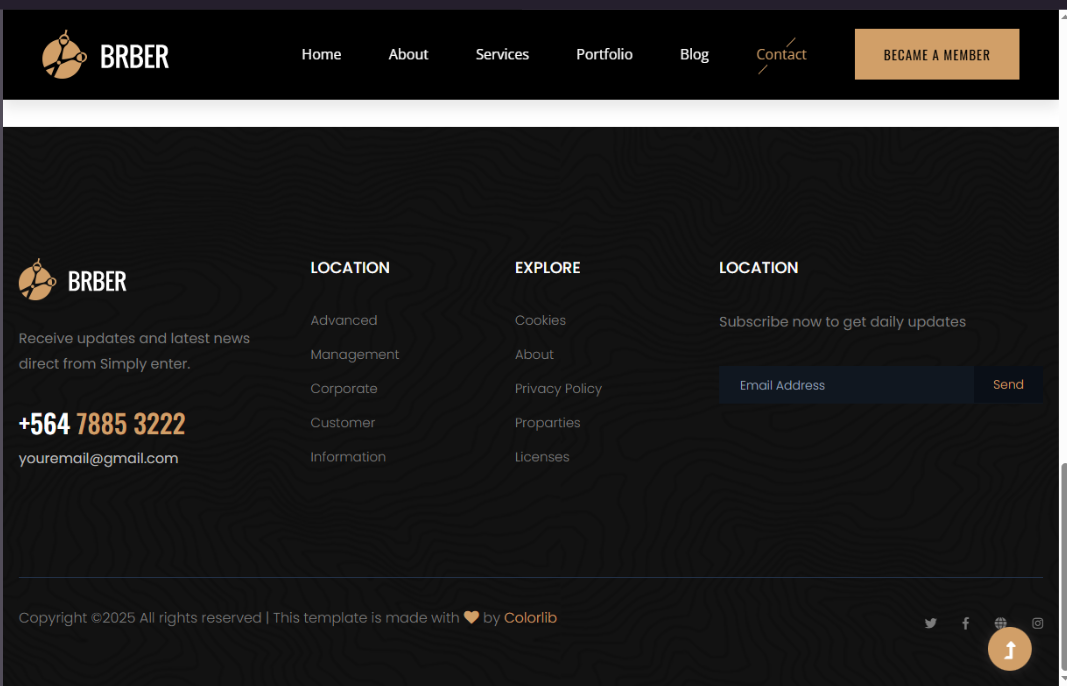 BRBER
Home
About
Services
Portfolio
Blog
Contact
BECAME A MEMBER
BRBER
Receive updates and latest news
direct from Simply enter.
+564 7885 3222
youremail@gmail.com
LOCATION
Advanced
Management
Corporate
Customer
Information
EXPLORE
Cookies
About
Privacy Policy
Proparties
Licenses
LOCATION
Subscribe now to get daily updates
Email Address
Send
Copyright ©2025 All rights reserved | This template is made with by Colorlib